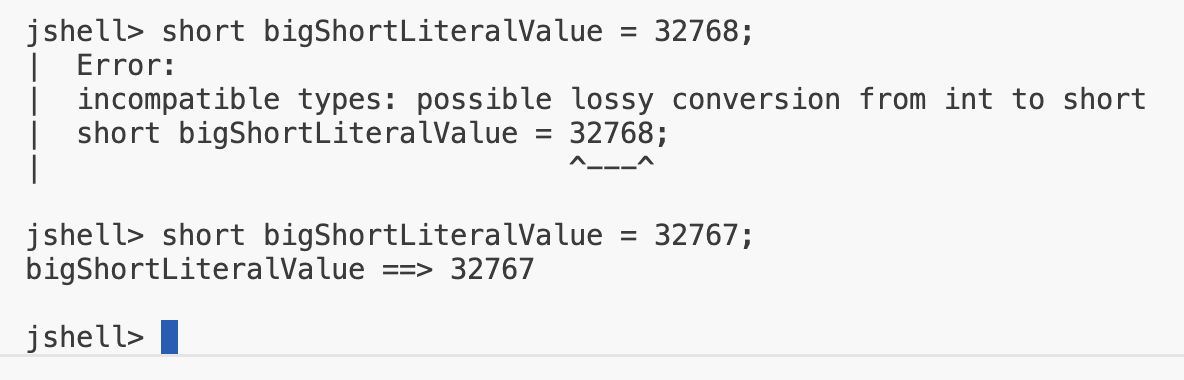 jshell> short bigShortLiteralValue = 32768;
|  Error:
|  incompatible types: possible lossy conversion from int to short
|  short bigShortLiteralValue = 32768;
|                               ^---^
jshell> short bigShortLiteralValue = 32767;
bigShortLiteralValue ==> 32767
jshell>